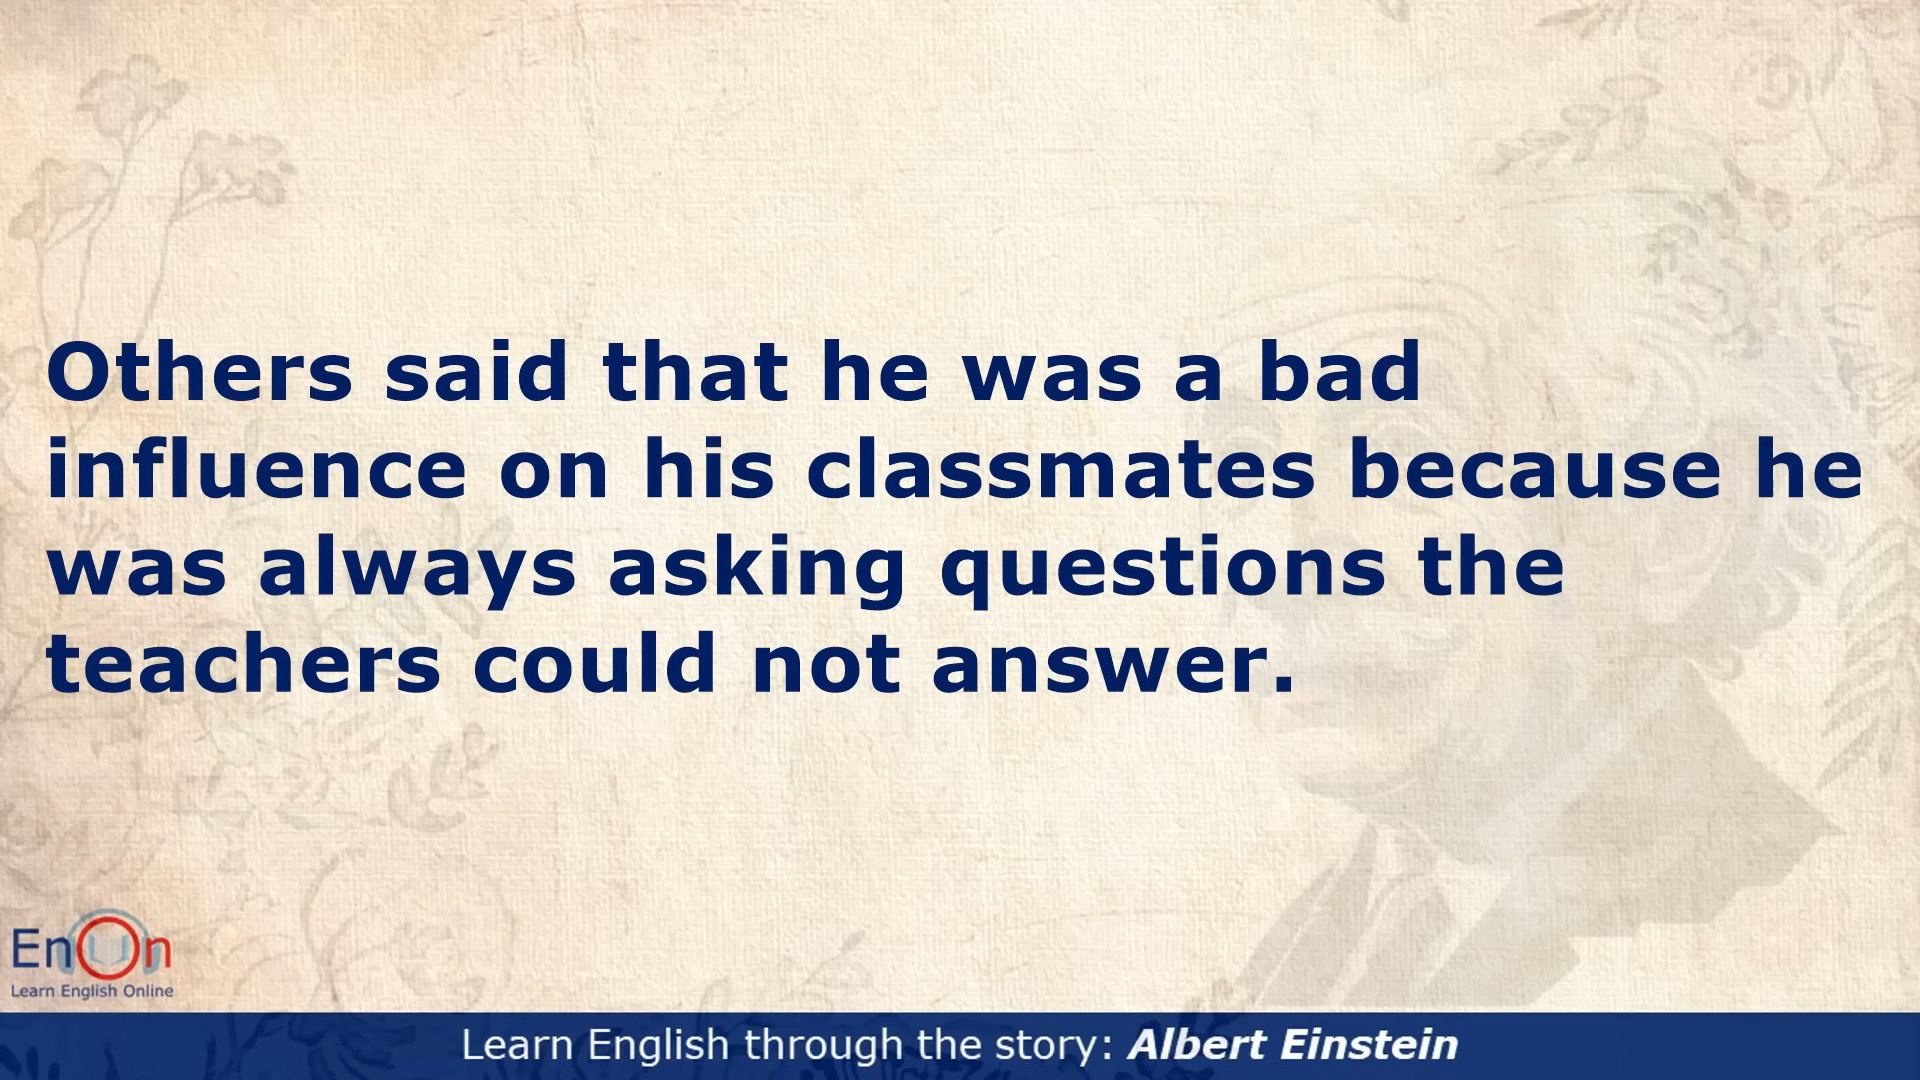 Others said that he was a bad
influence on his classmates because he
was always asking questions the
teachers could not answer.
EnOn
Learn English Online
Learn English through the story: Albert Einstein